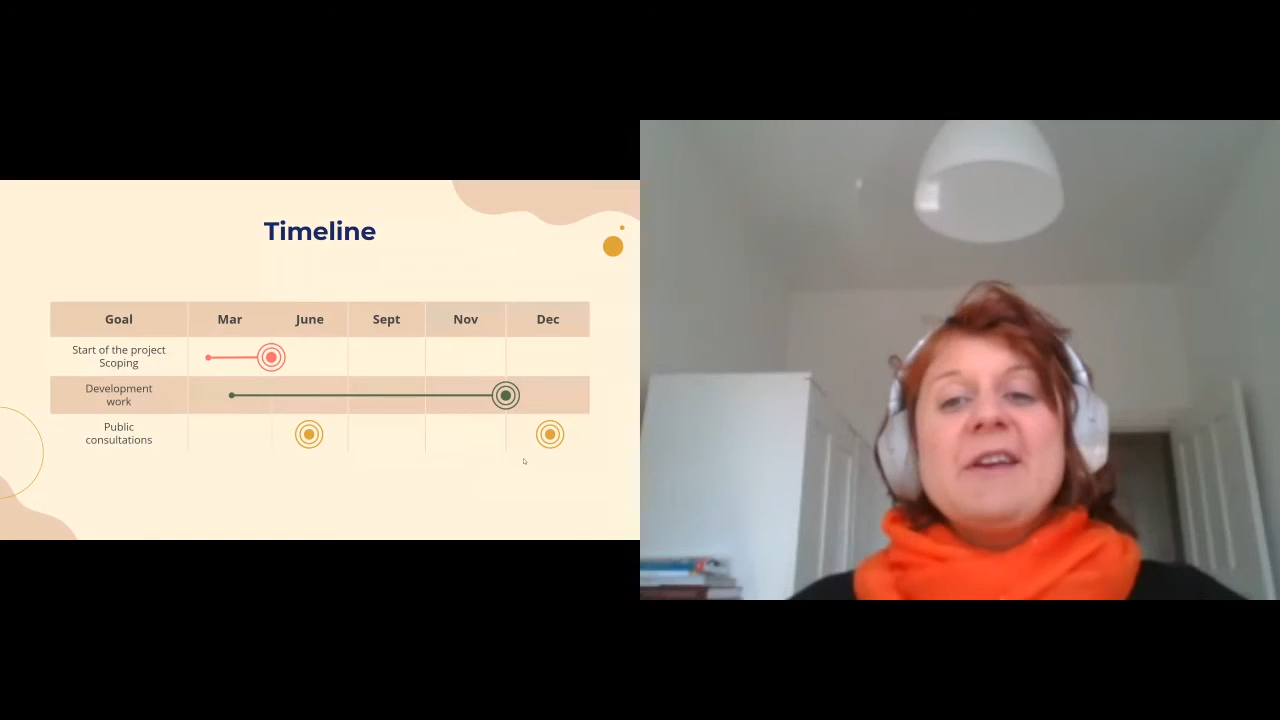 Timeline
Goal Mar June Sept Nov Dec
Start of the project
Scoping
Development
work
Public
consultations